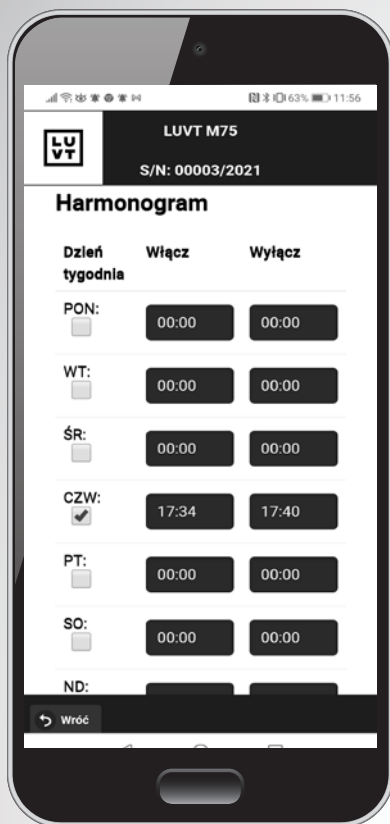 63% 11:56
LU
VT
LUVT M75
S/N: 00003/2021
Harmonogram
Dzień tygodnia Włącz Wyłącz
PON:
00:00 00:00
WT:
00:00 00:00
ŚR:
00:00 00:00
CZW:
17:34 17:40
PT:
00:00 00:00
SO:
00:00 00:00
ND:
Wróć